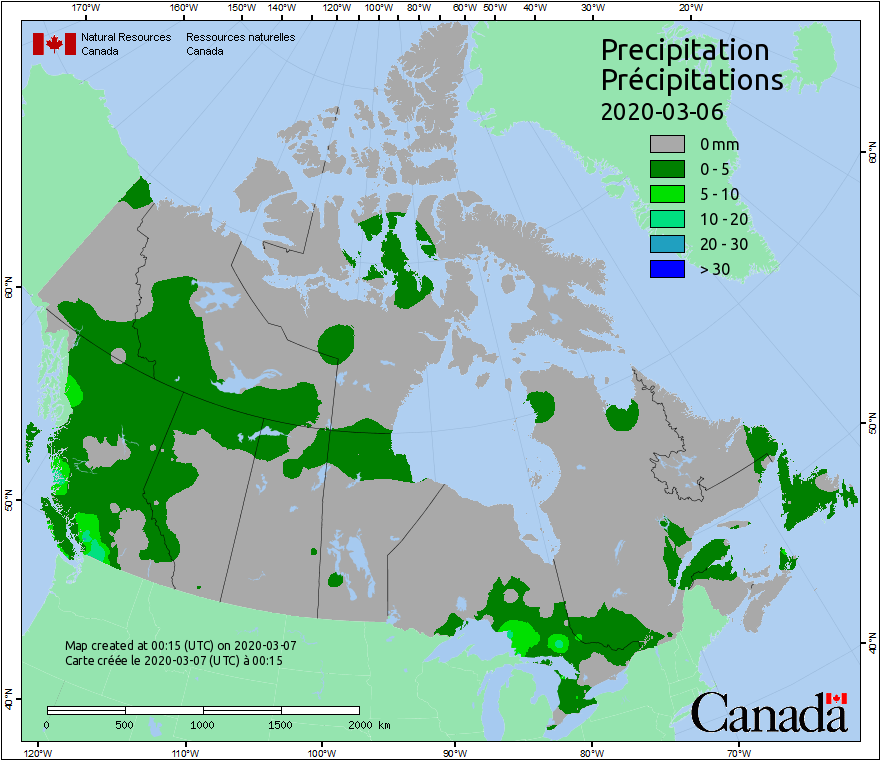 170°W 160°W 150°W 140°W 120°W 100°W 80°W 60°W 50°W 40°W 30°W 20°W
Natural Resources Ressources naturelles
Canada Canada
Precipitation
Précipitations
2020-03-06
0 mm
0 - 5
5 - 10
10 - 20
20 - 30
> 30
60°N
60°N
50°N
50°N
40°N
40°N
Map created at 00:15 (UTC) on 2020-03-07
Carte créée le 2020-03-07 (UTC) à 00:15
0 500 1000 1500 2000 km
Canada
120°W 110°W 100°W 90°W 80°W 70°W